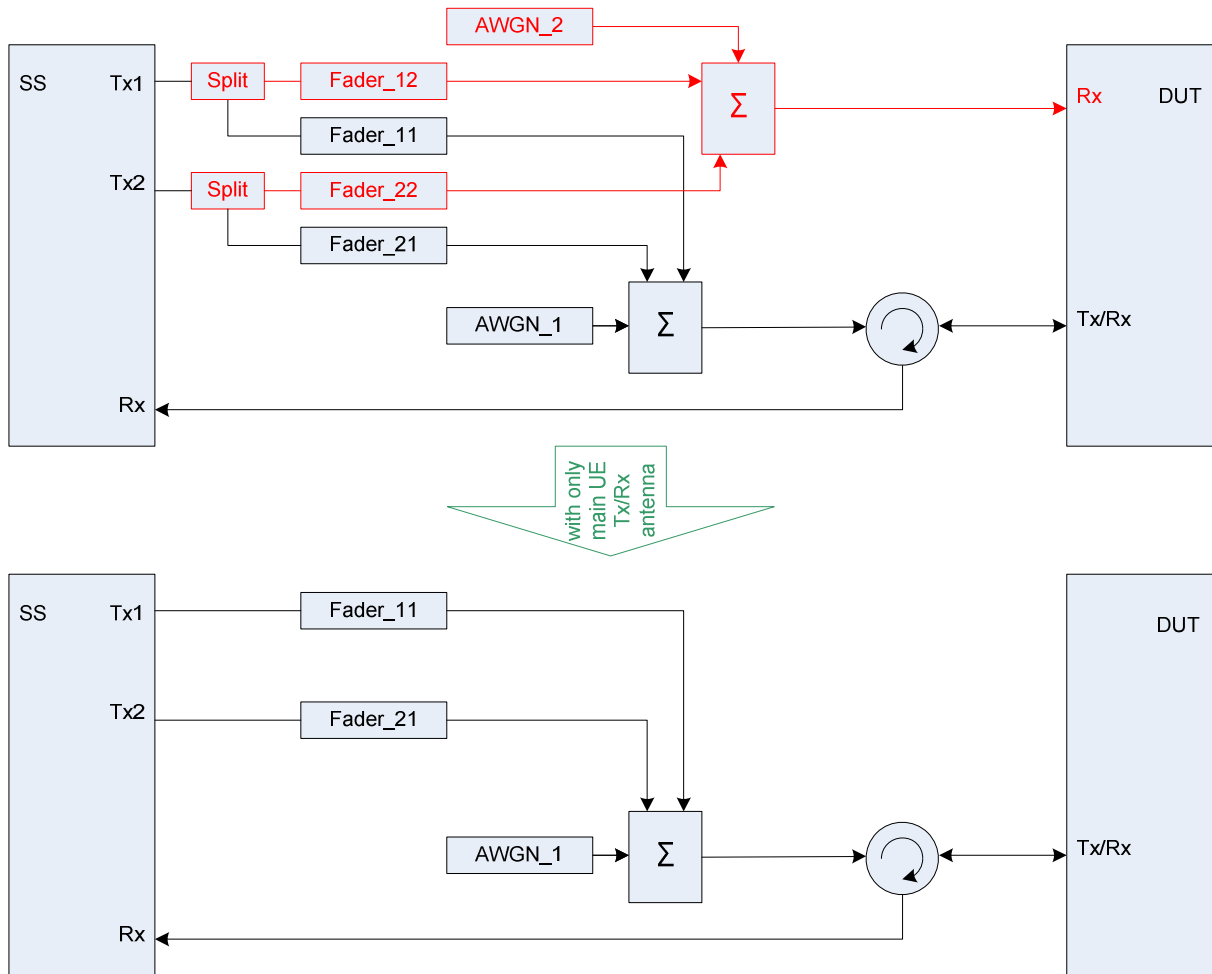 AWGN_2
SS
Tx1
Split
Fader_12
Σ
Rx
DUT
Fader_11
Tx2
Split
Fader_22
Fader_21
AWGN_1
Σ
Tx/Rx
Rx
with only
main UE
Tx/Rx
antenna
SS
Tx1
Fader_11
DUT
Tx2
Fader_21
AWGN_1
Σ
Tx/Rx
Rx